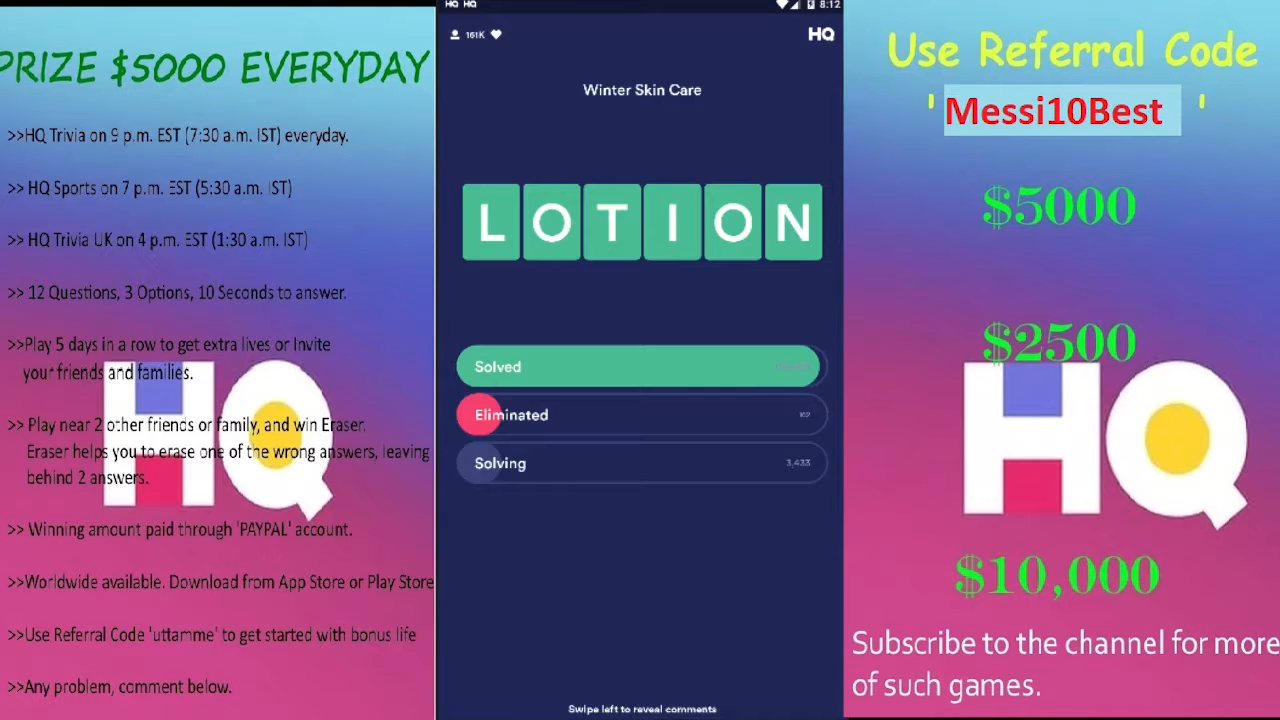 PRIZE $5000 EVERYDAY
>>HQ Trivia on 9 p.m. EST (7:30 a.m. IST) everyday.
>> HQ Sports on 7 p.m. EST (5:30 a.m. IST)
>> HQ Trivia UK on 4 p.m. EST (1:30 a.m. IST)
>> 12 Questions, 3 Options, 10 Seconds to answer.
>>Play 5 days in a row to get extra lives or Invite
your friends and families.
>> Play near 2 other friends or family, and win Eraser.
Eraser helps you to erase one of the wrong answers, leaving
behind 2 answers.
>> Winning amount paid through 'PAYPAL' account.
>>Worldwide available. Download from App Store or Play Store
>>Use Referral Code 'uttamme' to get started with bonus life
>>Any problem, comment below.
HQ
HQ HQ 8:12
161K HQ
Winter Skin Care
LOTION
Solved
Eliminated 102
Solving 3,433
Swipe left to reveal comments
Use Referral Code
' Messi10Best '
$5000
$2500
HQ
$10,000
Subscribe to the channel for more
of such games.